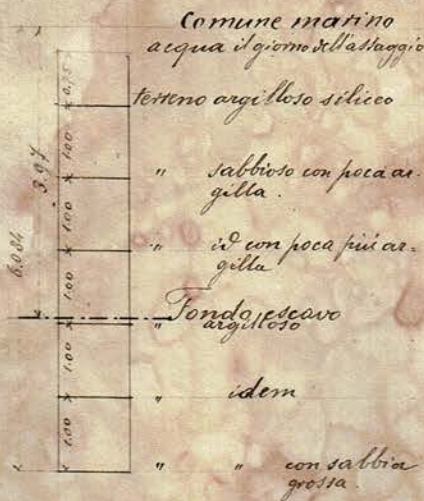 Comune marino
acqua il giorno dell'assaggio
terreno argilloso siliceo
" sabbioso con poca ar=
gilla.
" id con poca più ar=
gilla
Fondo escavo
" argilloso
" idem
" " con sabbia
grossa.
0,75
1.00
1.00
1.00
1.00
1.00
3.97